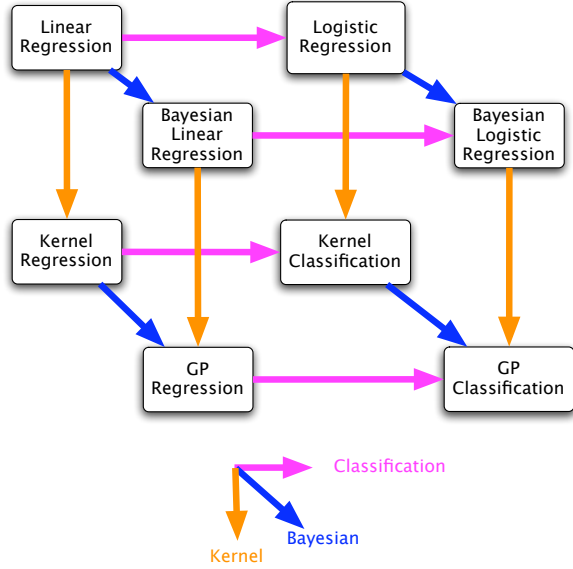 Linear
Regression
Logistic
Regression
Bayesian
Linear
Regression
Bayesian
Logistic
Regression
Kernel
Regression
Kernel
Classification
GP
Regression
GP
Classification
Classification
Bayesian
Kernel